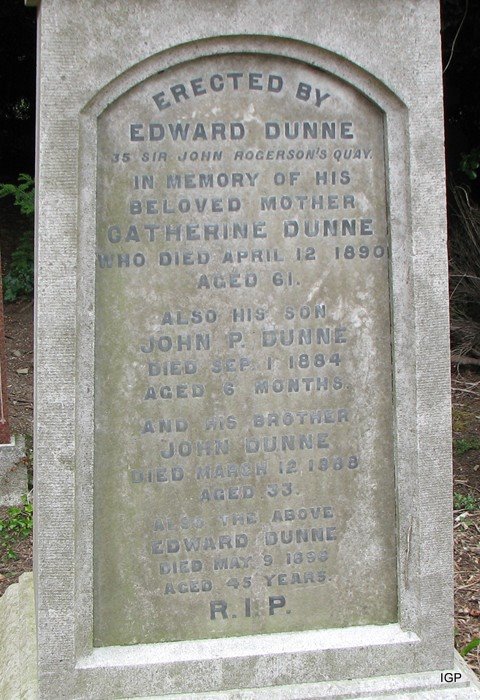 ERECTED BY
EDWARD DUNNE
35 SIR JOHN ROGERSON'S QUAY.
IN MEMORY OF HIS
BELOVED MOTHER
CATHERINE DUNNE
WHO DIED APRIL 12 1890
AGED 61.
ALSO HIS SON
JOHN P. DUNNE
DIED SEP. 1 1884
AGED 6 MONTHS.
AND HIS BROTHER
JOHN DUNNE
DIED MARCH 12 1888
AGED 33.
ALSO THE ABOVE
EDWARD DUNNE
DIED MAY 9
AGED 45 YEARS.
R.I.P.
IGP